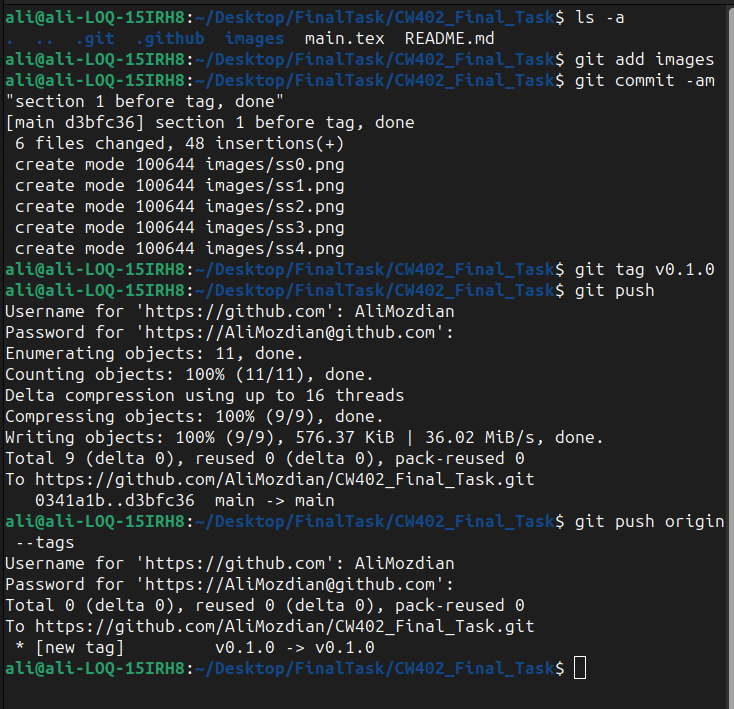 ali@ali-LOQ-15IRH8:~/Desktop/FinalTask/CW402_Final_Task$ ls -a
.  ..  .git  .github  images  main.tex  README.md
ali@ali-LOQ-15IRH8:~/Desktop/FinalTask/CW402_Final_Task$ git add images
ali@ali-LOQ-15IRH8:~/Desktop/FinalTask/CW402_Final_Task$ git commit -am
"section 1 before tag, done"
[main d3bfc36] section 1 before tag, done
 6 files changed, 48 insertions(+)
 create mode 100644 images/ss0.png
 create mode 100644 images/ss1.png
 create mode 100644 images/ss2.png
 create mode 100644 images/ss3.png
 create mode 100644 images/ss4.png
ali@ali-LOQ-15IRH8:~/Desktop/FinalTask/CW402_Final_Task$ git tag v0.1.0
ali@ali-LOQ-15IRH8:~/Desktop/FinalTask/CW402_Final_Task$ git push
Username for 'https://github.com': AliMozdian
Password for 'https://AliMozdian@github.com':
Enumerating objects: 11, done.
Counting objects: 100% (11/11), done.
Delta compression using up to 16 threads
Compressing objects: 100% (9/9), done.
Writing objects: 100% (9/9), 576.37 KiB | 36.02 MiB/s, done.
Total 9 (delta 0), reused 0 (delta 0), pack-reused 0
To https://github.com/AliMozdian/CW402_Final_Task.git
   0341a1b..d3bfc36  main -> main
ali@ali-LOQ-15IRH8:~/Desktop/FinalTask/CW402_Final_Task$ git push origin
 --tags
Username for 'https://github.com': AliMozdian
Password for 'https://AliMozdian@github.com':
Total 0 (delta 0), reused 0 (delta 0), pack-reused 0
To https://github.com/AliMozdian/CW402_Final_Task.git
 * [new tag]         v0.1.0 -> v0.1.0
ali@ali-LOQ-15IRH8:~/Desktop/FinalTask/CW402_Final_Task$